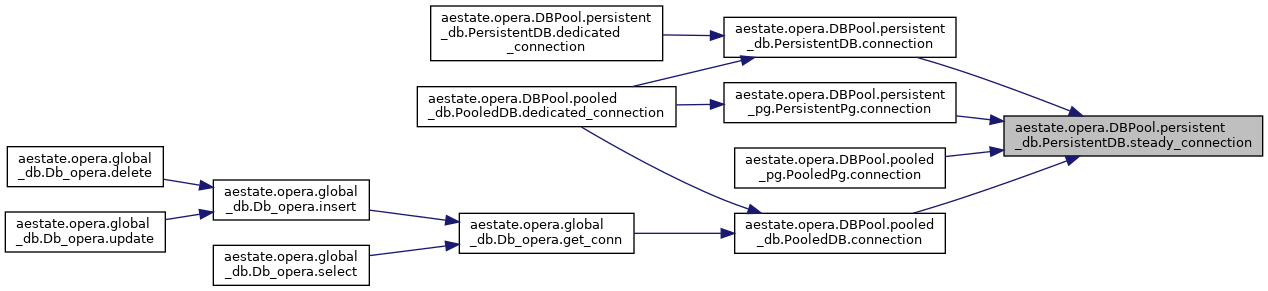 aestate.opera.DBPool.persistent
_db.PersistentDB.dedicated
_connection
aestate.opera.DBPool.persistent
_db.PersistentDB.connection
aestate.opera.DBPool.pooled
_db.PooledDB.dedicated_connection
aestate.opera.DBPool.persistent
_pg.PersistentPg.connection
aestate.opera.DBPool.persistent
_db.PersistentDB.steady_connection
aestate.opera.global
_db.Db_opera.delete
aestate.opera.DBPool.pooled
_pg.PooledPg.connection
aestate.opera.global
_db.Db_opera.insert
aestate.opera.global
_db.Db_opera.update
aestate.opera.global
_db.Db_opera.get_conn
aestate.opera.DBPool.pooled
_db.PooledDB.connection
aestate.opera.global
_db.Db_opera.select